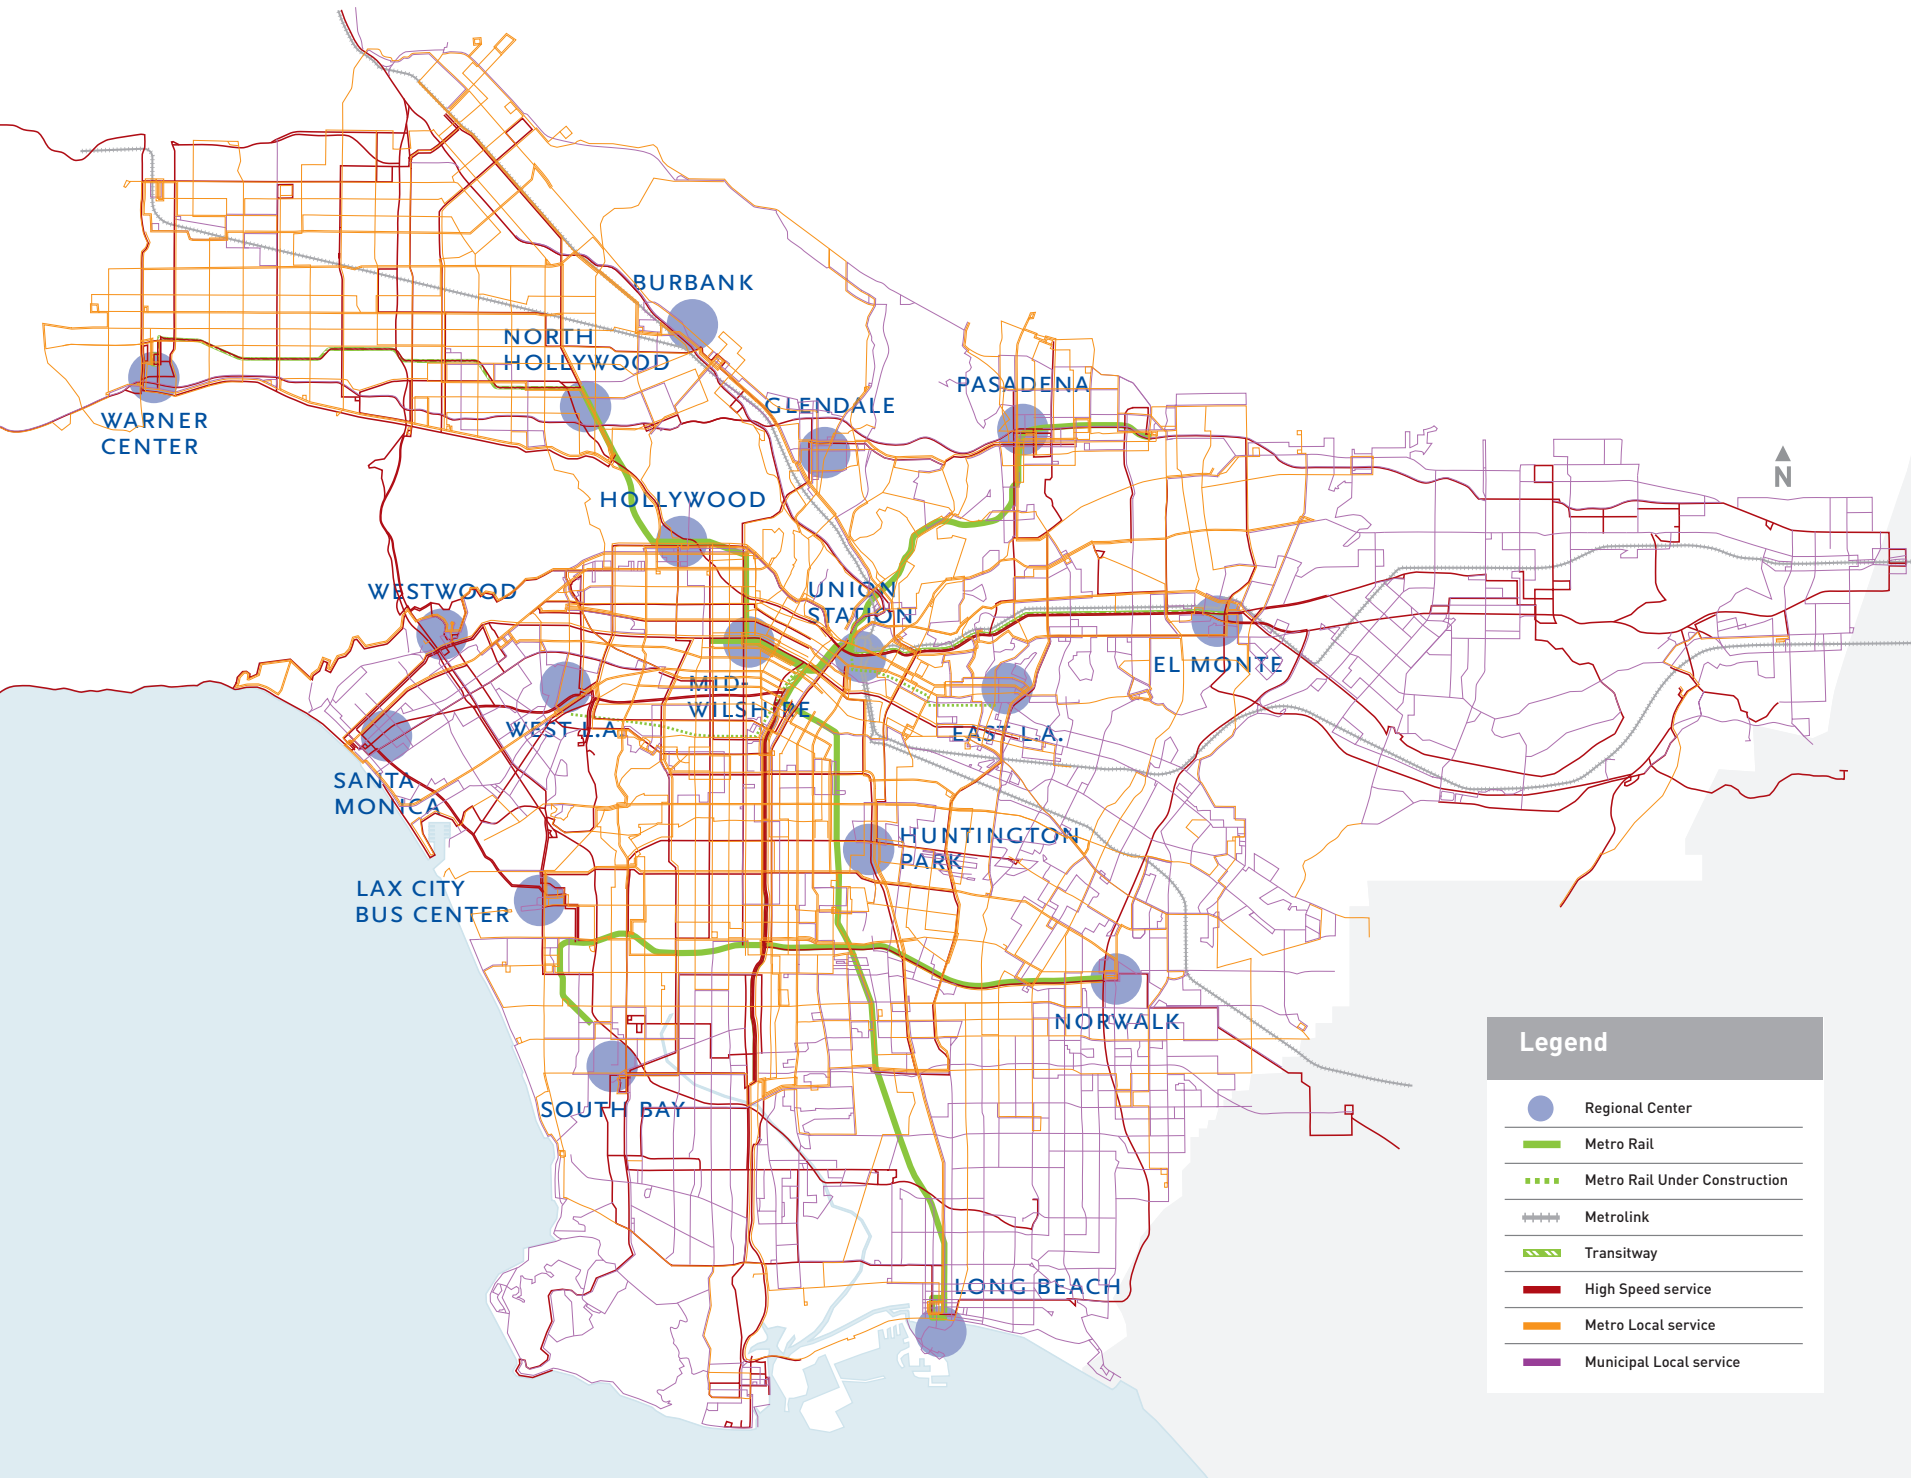 BURBANK
NORTH
HOLLYWOOD
WARNER
CENTER
GLENDALE
PASADENA
N
HOLLYWOOD
WESTWOOD
UNION
STATION
EL MONTE
MID-
WILSHIRE
WEST L.A.
EAST L.A.
SANTA
MONICA
HUNTINGTON
PARK
LAX CITY
BUS CENTER
NORWALK
SOUTH BAY
LONG BEACH
Legend
Regional Center
Metro Rail
Metro Rail Under Construction
Metrolink
Transitway
High Speed service
Metro Local service
Municipal Local service